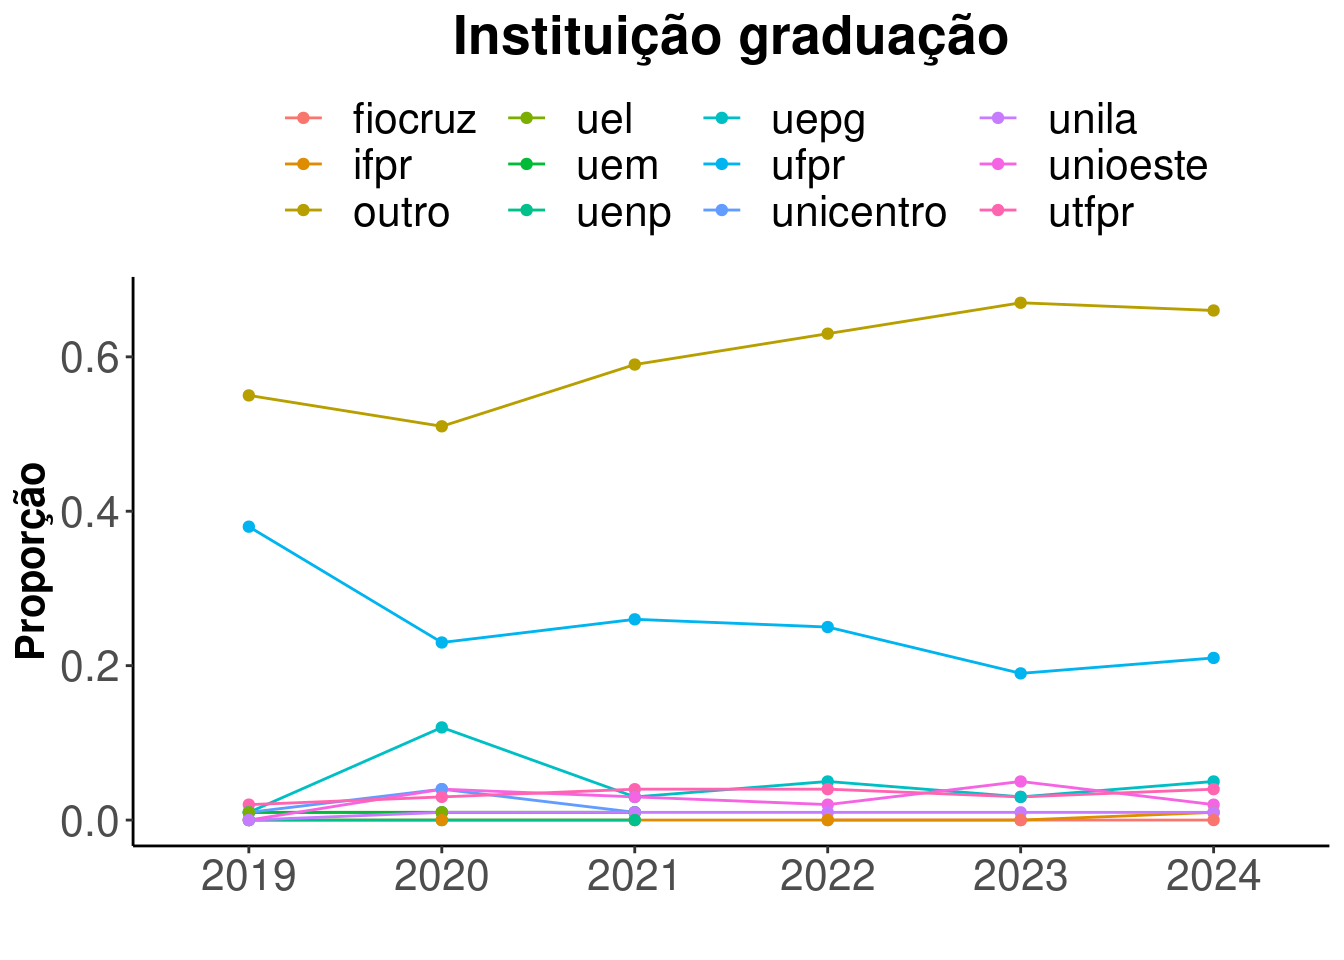 Instituição graduação
fiocruz uel uepg unila
ifpr uem ufpr unioeste
outro uenp unicentro utfpr
Proporção
0.6
0.4
0.2
0.0
2019 2020 2021 2022 2023 2024